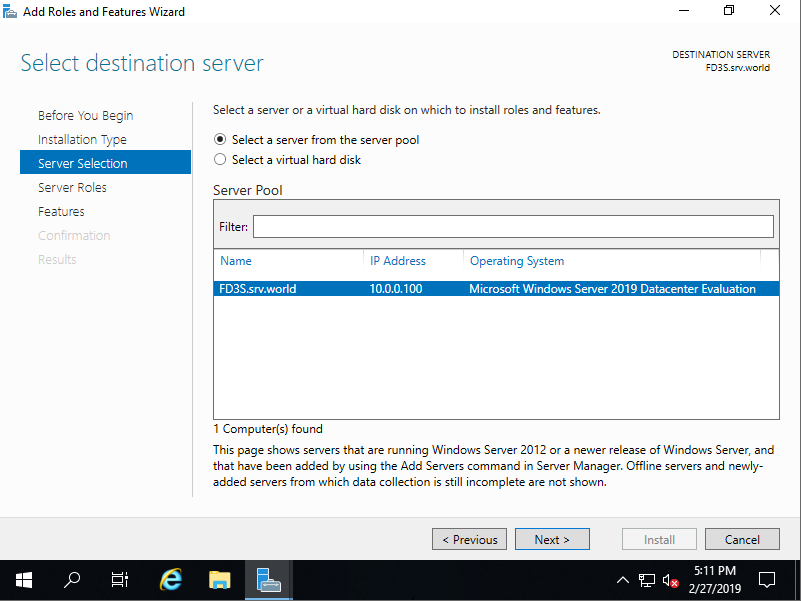 Add Roles and Features Wizard
Select destination server
DESTINATION SERVER
FD3S.srv.world
Before You Begin
Installation Type
Server Selection
Server Roles
Features
Confirmation
Results
Select a server or a virtual hard disk on which to install roles and features.
Select a server from the server pool
Select a virtual hard disk
Server Pool
Filter:
Name IP Address Operating System
FD3S.srv.world 10.0.0.100 Microsoft Windows Server 2019 Datacenter Evaluation
1 Computer(s) found
This page shows servers that are running Windows Server 2012 or a newer release of Windows Server, and
that have been added by using the Add Servers command in Server Manager. Offline servers and newly-
added servers from which data collection is still incomplete are not shown.
< Previous Next > Install Cancel
5:11 PM
2/27/2019